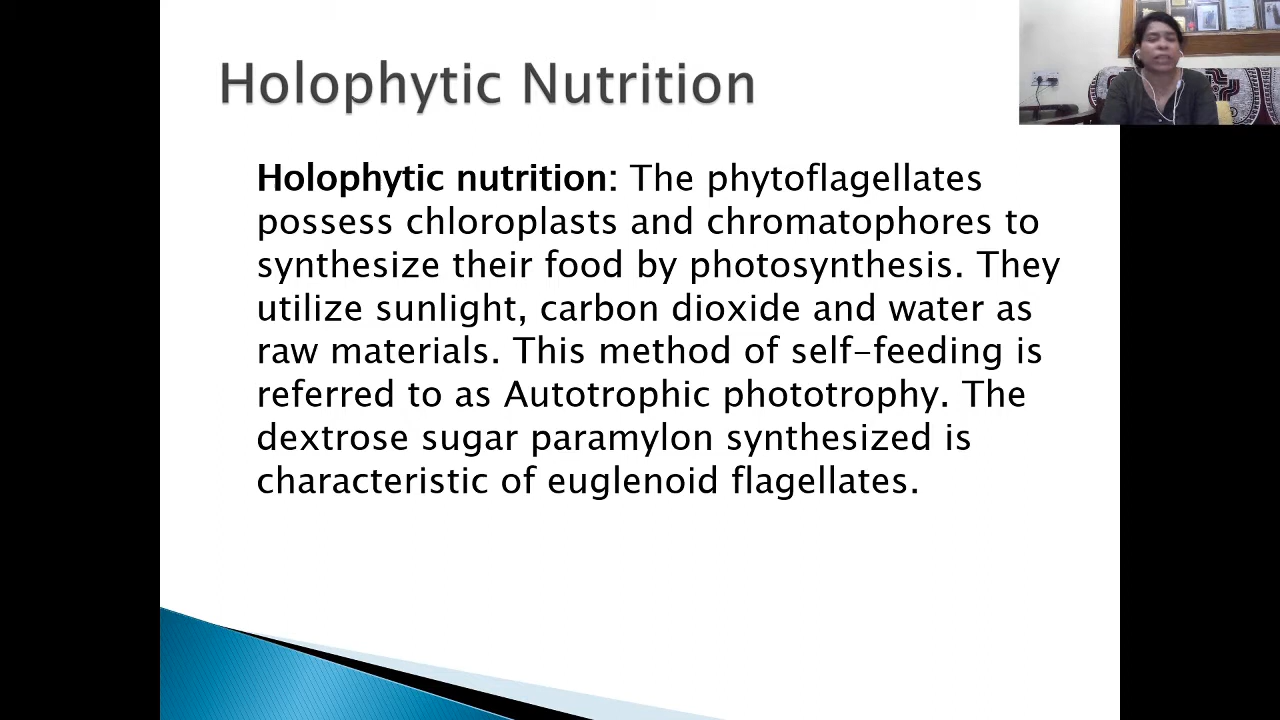 Holophytic Nutrition
Holophytic nutrition: The phytoflagellates
possess chloroplasts and chromatophores to
synthesize their food by photosynthesis. They
utilize sunlight, carbon dioxide and water as
raw materials. This method of self-feeding is
referred to as Autotrophic phototrophy. The
dextrose sugar paramylon synthesized is
characteristic of euglenoid flagellates.